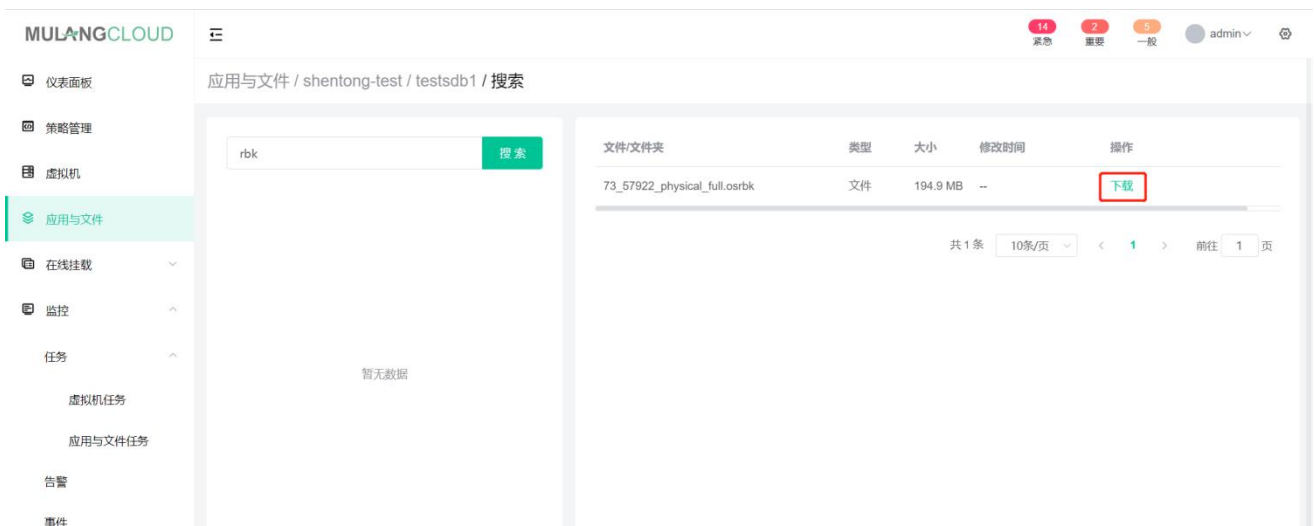 MULANGCLOUD
14
紧急
2
重要
5
一般
admin
仪表面板
策略管理
虚拟机
应用与文件
在线挂载
监控
任务
虚拟机任务
应用与文件任务
告警
事件
应用与文件 / shentong-test / testsdb1 / 搜索
rbk
搜索
暂无数据
文件/文件夹 类型 大小 修改时间 操作
73_57922_physical_full.osrbk 文件 194.9 MB -- 下载
共 1 条 10条/页 1 前往 1 页